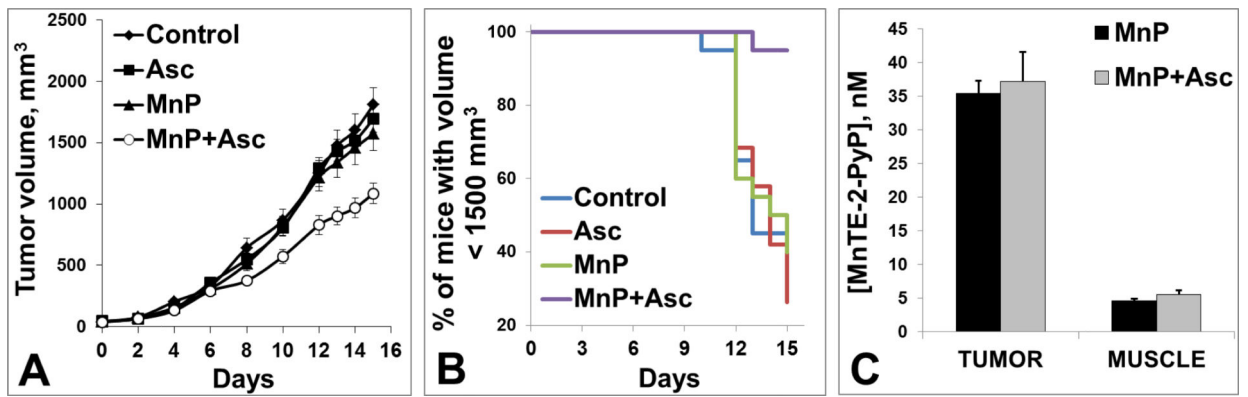 Tumor volume, mm³
2500
2000
1500
1000
500
0
Control
Asc
MnP
MnP+Asc
0 2 4 6 8 10 12 14 16
Days
A
% of mice with volume
< 1500 mm³
100
80
60
40
20
Control
Asc
MnP
MnP+Asc
0 3 6 9 12 15
Days
B
[MnTE-2-PyP], nM
45
40
35
30
25
20
15
10
5
0
MnP
MnP+Asc
TUMOR MUSCLE
C